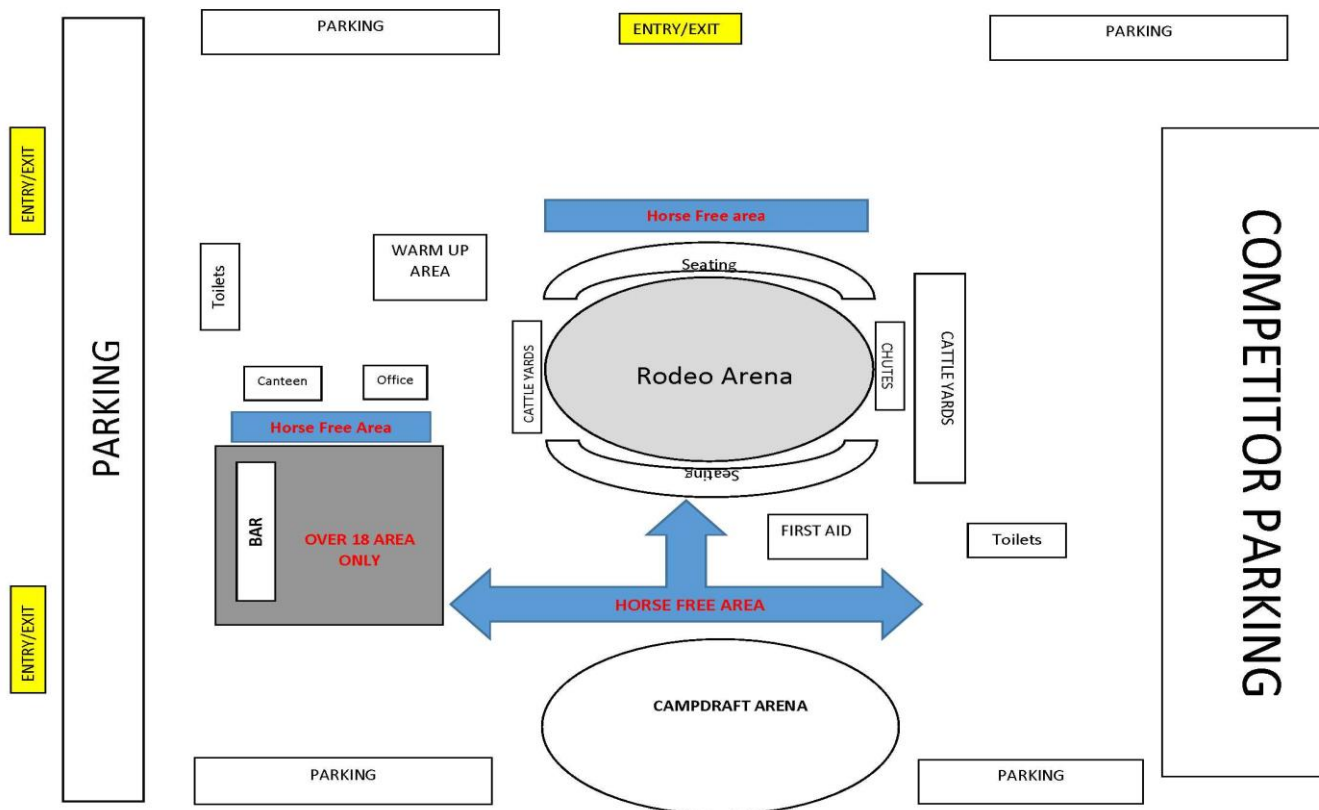 PARKING
ENTRY/EXIT
PARKING
ENTRY/EXIT
Horse Free area
WARM UP
AREA
Toilets
Seating
COMPETITOR PARKING
PARKING
CATTLE YARDS
Rodeo Arena
CHUTES
CATTLE YARDS
Canteen
Office
Horse Free Area
Seating
BAR
OVER 18 AREA
ONLY
FIRST AID
Toilets
ENTRY/EXIT
HORSE FREE AREA
CAMPDRAFT ARENA
PARKING
PARKING